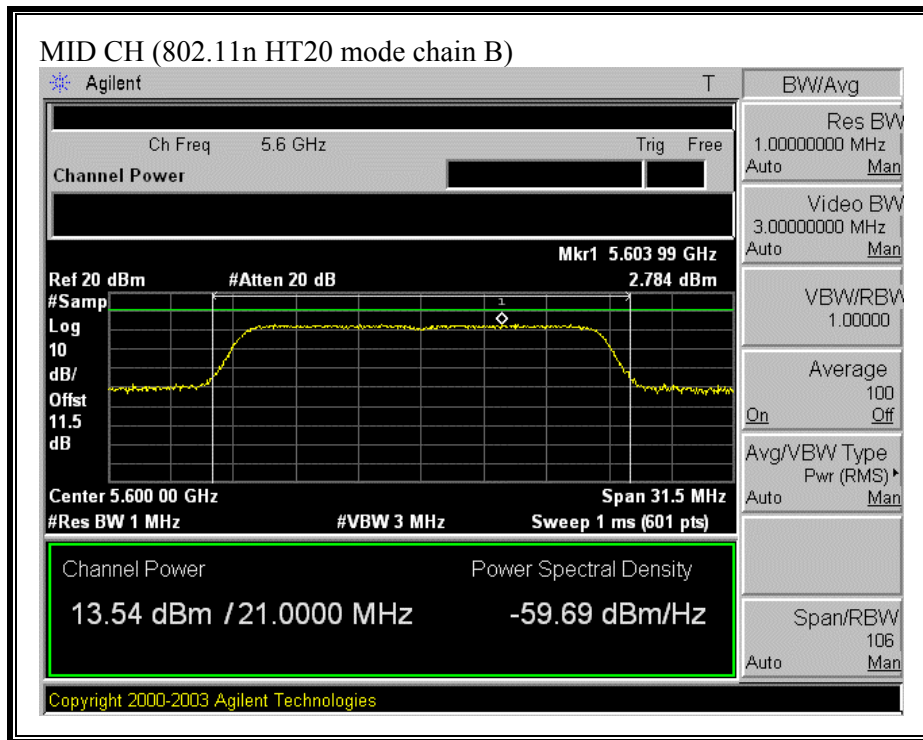 MID CH (802.11n HT20 mode chain B)
Agilent T
Ch Freq 5.6 GHz Trig Free
Channel Power
Mkr1 5.603 99 GHz
Ref 20 dBm #Atten 20 dB 2.784 dBm
#Samp
Log
10
dB/
Offst
11.5
dB
1
Center 5.600 00 GHz Span 31.5 MHz
#Res BW 1 MHz #VBW 3 MHz Sweep 1 ms (601 pts)
Channel Power Power Spectral Density
13.54 dBm / 21.0000 MHz -59.69 dBm/Hz
Copyright 2000-2003 Agilent Technologies
BW/Avg
Res BW
1.00000000 MHz
Auto Man
Video BW
3.00000000 MHz
Auto Man
VBW/RBW
1.00000
Average
100
On Off
Avg/VBW Type
Pwr (RMS)
Auto Man
Span/RBW
106
Auto Man